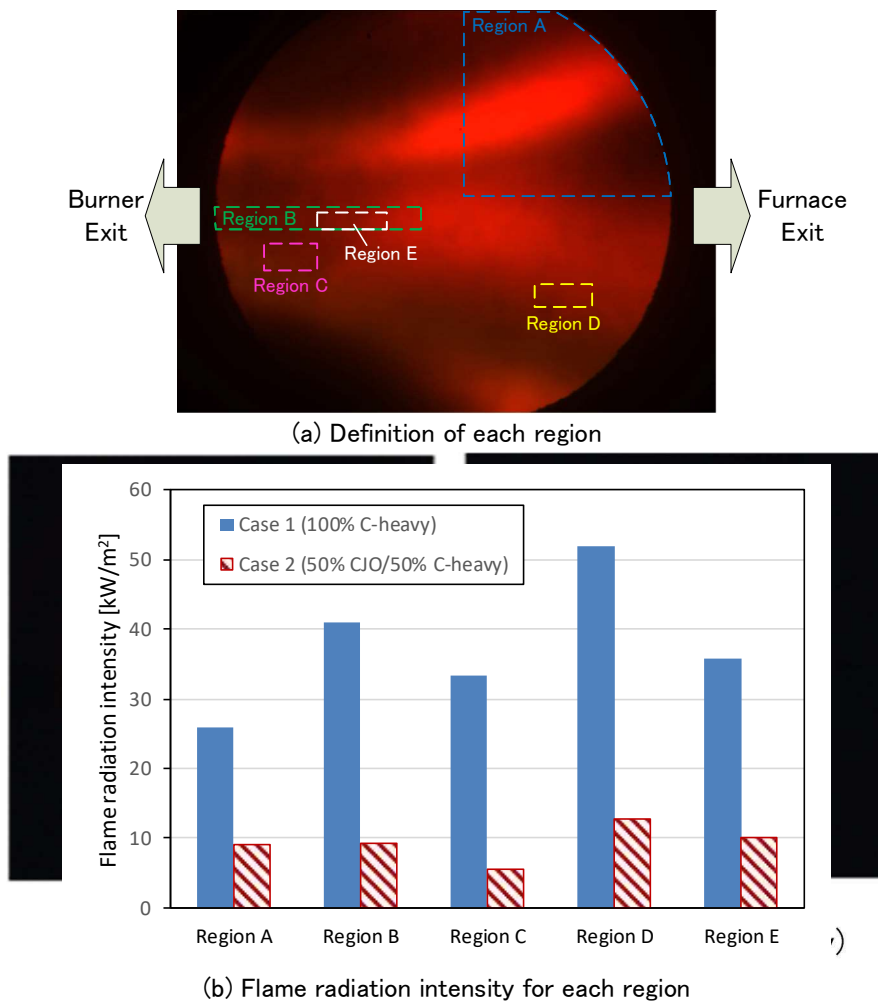 Region A
Burner
Exit
Furnace
Exit
Region B
Region E
Region C
Region D
(a) Definition of each region
Flame radiation intensity [kW/m²]
60
50
40
30
20
10
0
Case 1 (100% C-heavy)
Case 2 (50% CJO/50% C-heavy)
Region A Region B Region C Region D Region E
(b) Flame radiation intensity for each region